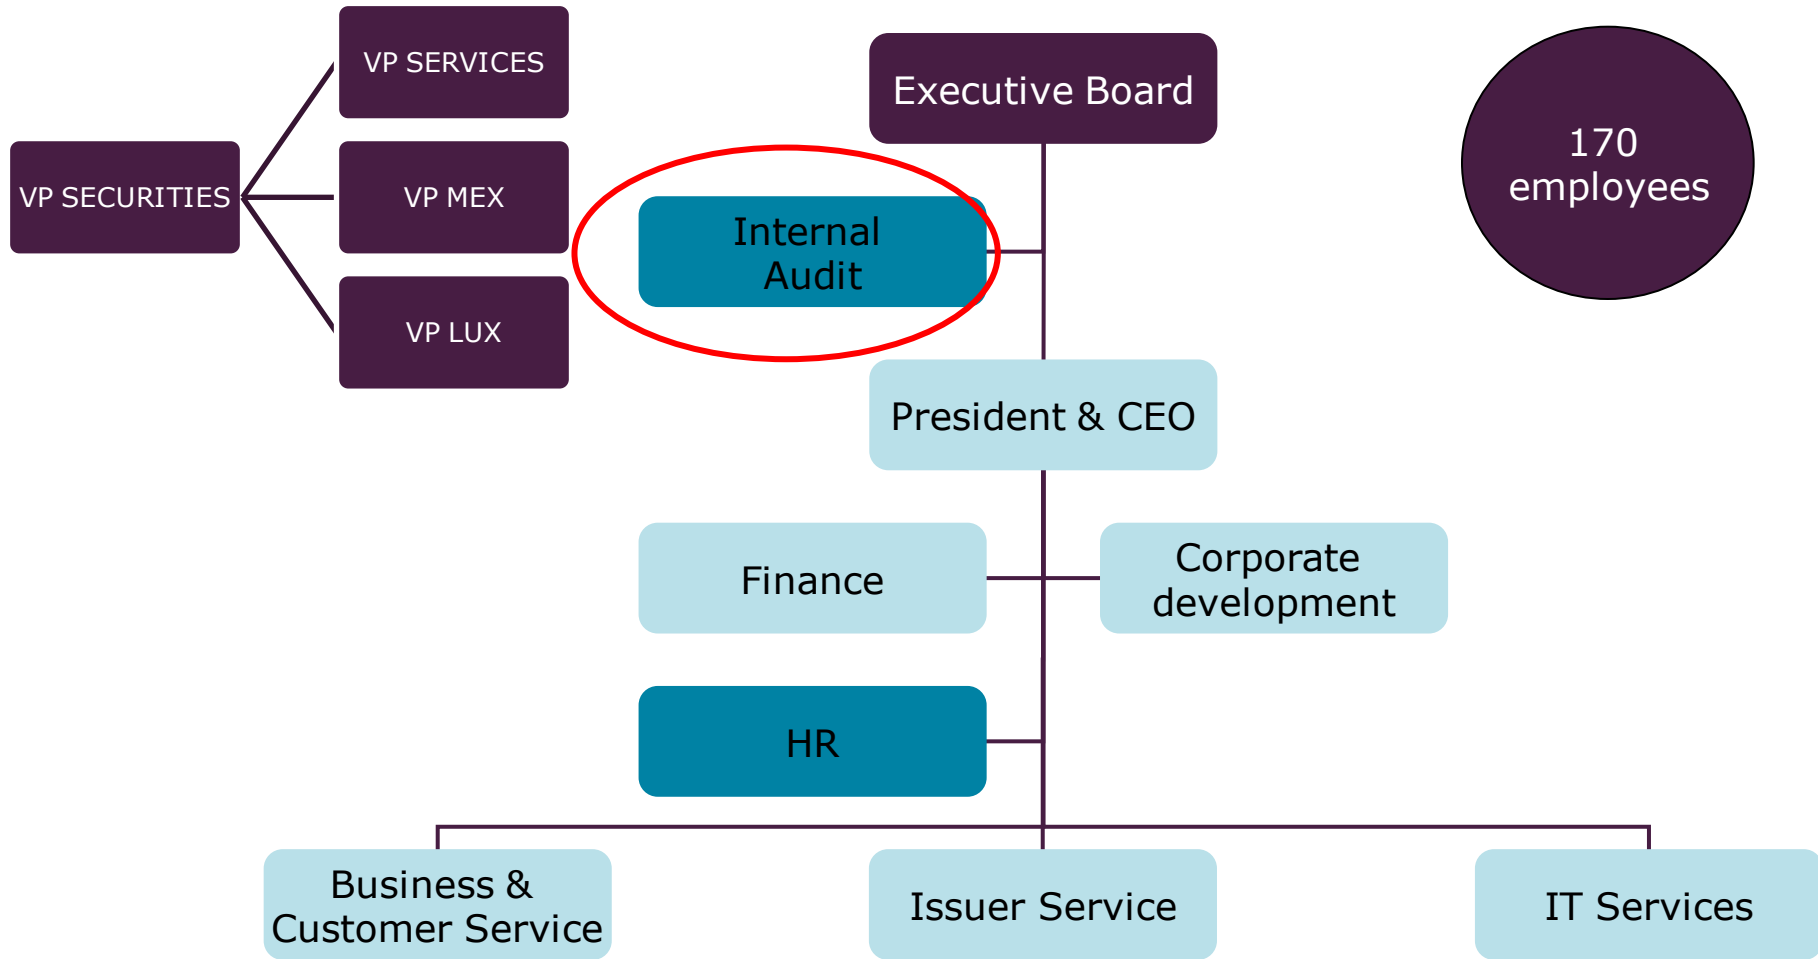 VP SECURITIES
VP SERVICES
VP MEX
VP LUX
Executive Board
170
employees
Internal
Audit
President & CEO
Finance
Corporate
development
HR
Business &
Customer Service
Issuer Service
IT Services